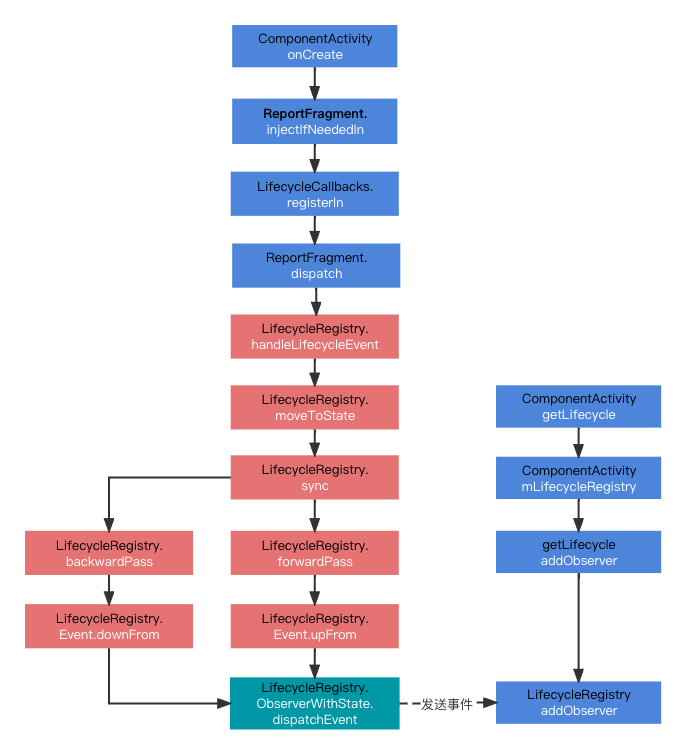 ComponentActivity
onCreate
ReportFragment.
injectIfNeededIn
LifecycleCallbacks.
registerIn
ReportFragment.
dispatch
LifecycleRegistry.
handleLifecycleEvent
LifecycleRegistry.
moveToState
LifecycleRegistry.
sync
LifecycleRegistry.
backwardPass
LifecycleRegistry.
forwardPass
LifecycleRegistry.
Event.downFrom
LifecycleRegistry.
Event.upFrom
LifecycleRegistry.
ObserverWithState.
dispatchEvent
发送事件
ComponentActivity
getLifecycle
ComponentActivity
mLifecycleRegistry
getLifecycle
addObserver
LifecycleRegistry
addObserver